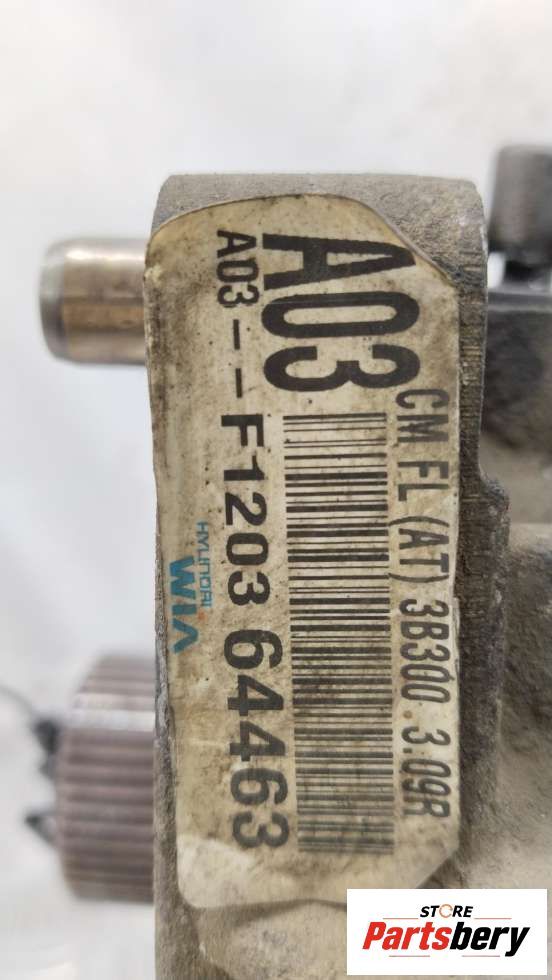 A03
CM FL (AT) 3B300 3.09R
A03--F1203 64463
HYUNDAI
WIA
STORE
Partsbery